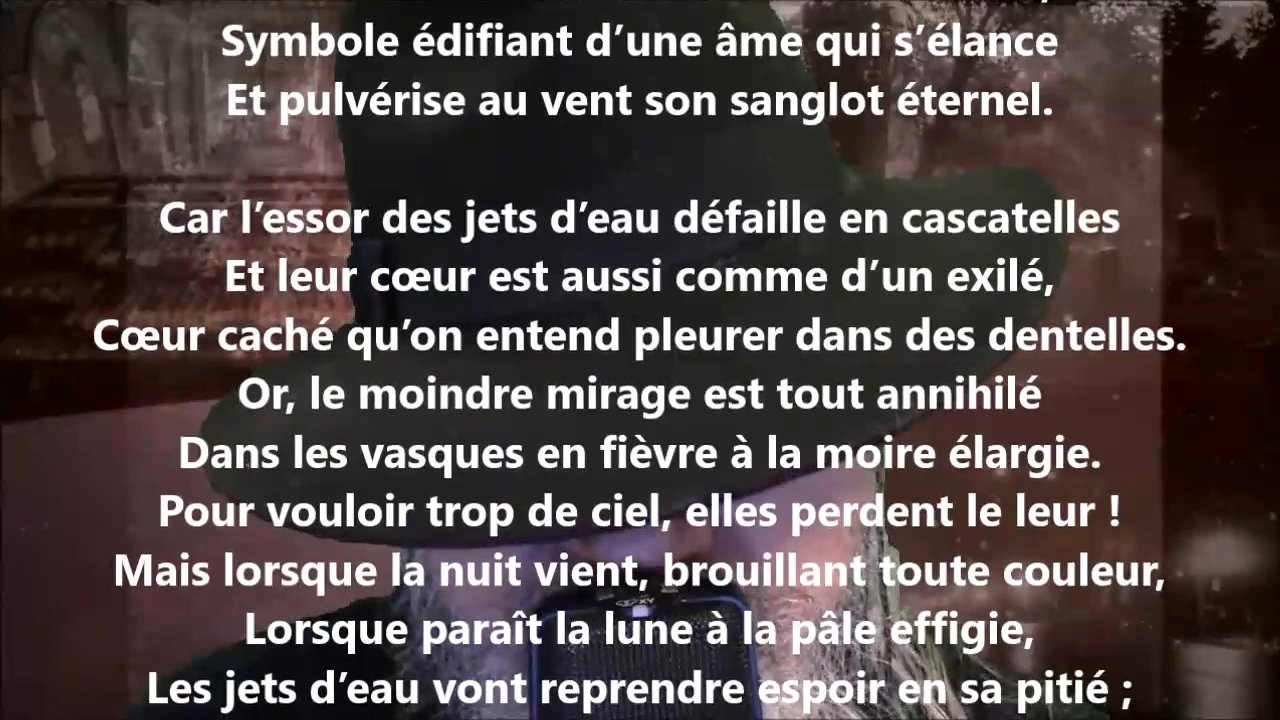 Symbole édifiant d’une âme qui s’élance
Et pulvérise au vent son sanglot éternel.
Car l’essor des jets d’eau défaille en cascatelles
Et leur cœur est aussi comme d’un exilé,
Cœur caché qu’on entend pleurer dans des dentelles.
Or, le moindre mirage est tout annihilé
Dans les vasques en fièvre à la moire élargie.
Pour vouloir trop de ciel, elles perdent le leur !
Mais lorsque la nuit vient, brouillant toute couleur,
Lorsque paraît la lune à la pâle effigie,
Les jets d’eau vont reprendre espoir en sa pitié ;